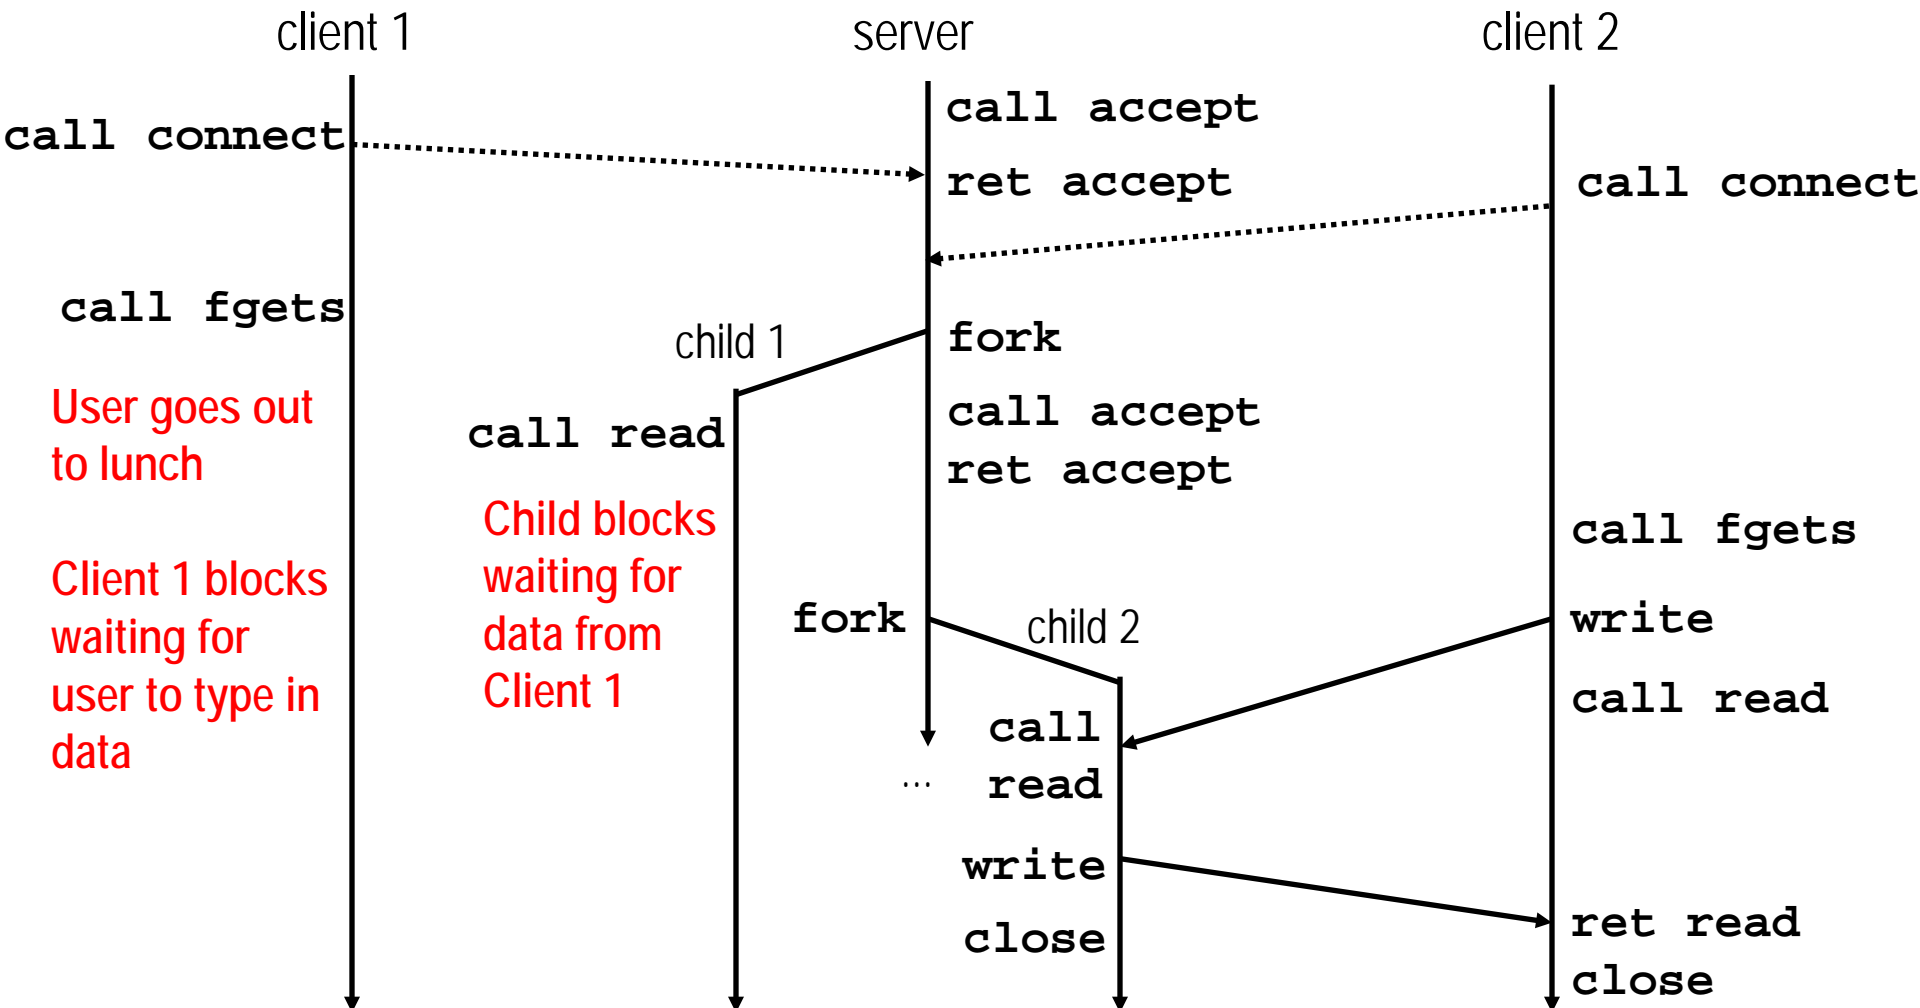 client 1
server
client 2
call accept
call connect
ret accept
call connect
call fgets
child 1
fork
User goes out
to lunch
call read
call accept
ret accept
Child blocks
waiting for
data from
Client 1
Client 1 blocks
waiting for
user to type in
data
call fgets
fork
child 2
write
call read
call
read
...
write
close
ret read
close